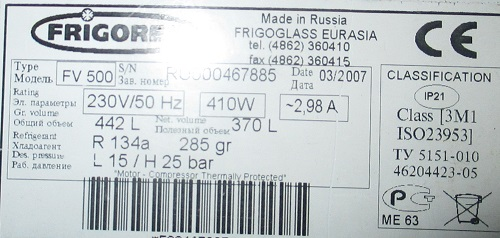 FRIGORE
Made in Russia
FRIGOGLASS EURASIA
tel. (4862) 360410
fax (4862) 360415
CE
Type
Модель
FV 500
S/N
Зав. номер
Date
Дата
03/2007
Rating
Эл. параметры
230V/50 Hz
410W
~2,98 A
Gr. volume
Общий объем
442 L
Net. volume
Полезный объем
370 L
Refrigerant
Хладоагент
R 134a
285 gr
Des. pressure
Раб. давление
L 15 / H 25 bar
"Motor - Compressor Thermally Protected"
CLASSIFICATION
IP21
Class [3M1
ISO23953]
ТУ 5151-010
46204423-05
ME 63